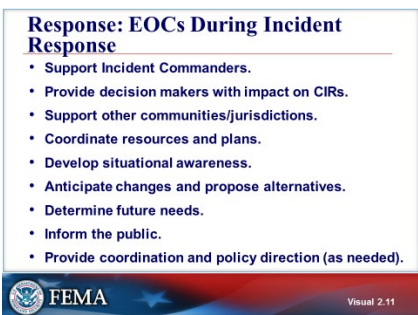 Response: EOCs During Incident
Response
• Support Incident Commanders.
• Provide decision makers with impact on CIRs.
• Support other communities/jurisdictions.
• Coordinate resources and plans.
• Develop situational awareness.
• Anticipate changes and propose alternatives.
• Determine future needs.
• Inform the public.
• Provide coordination and policy direction (as needed).
FEMA
Visual 2.11